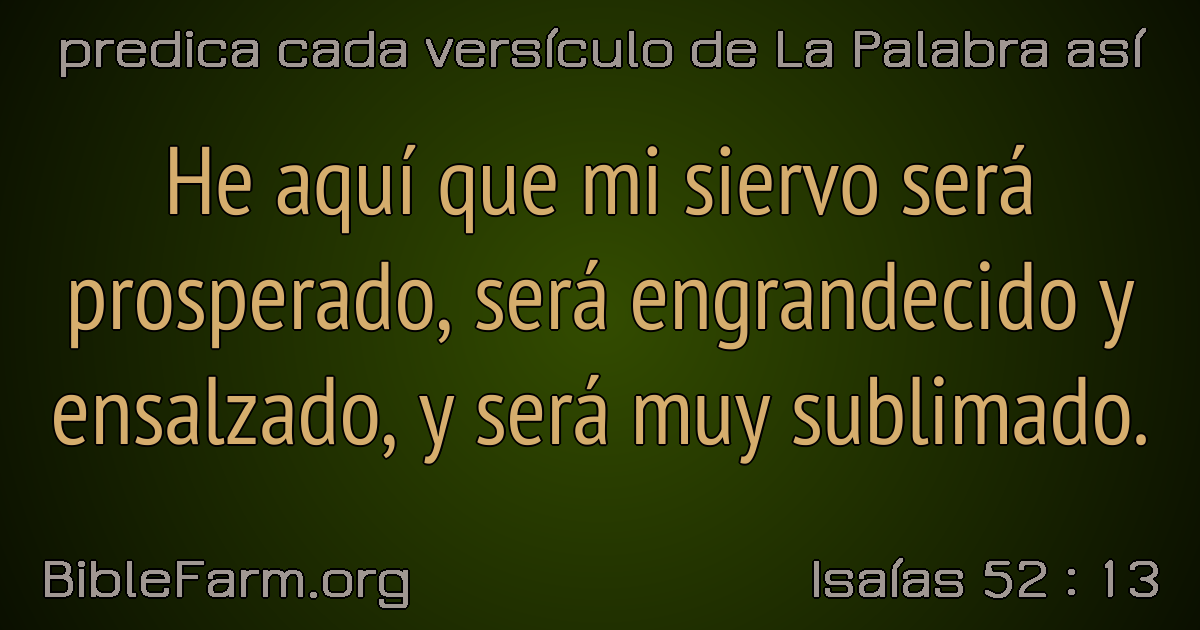 predica cada versículo de La Palabra así
He aquí que mi siervo será
prosperado, será engrandecido y
ensalzado, y será muy sublimado.
BibleFarm.org
Isaías 52 : 13